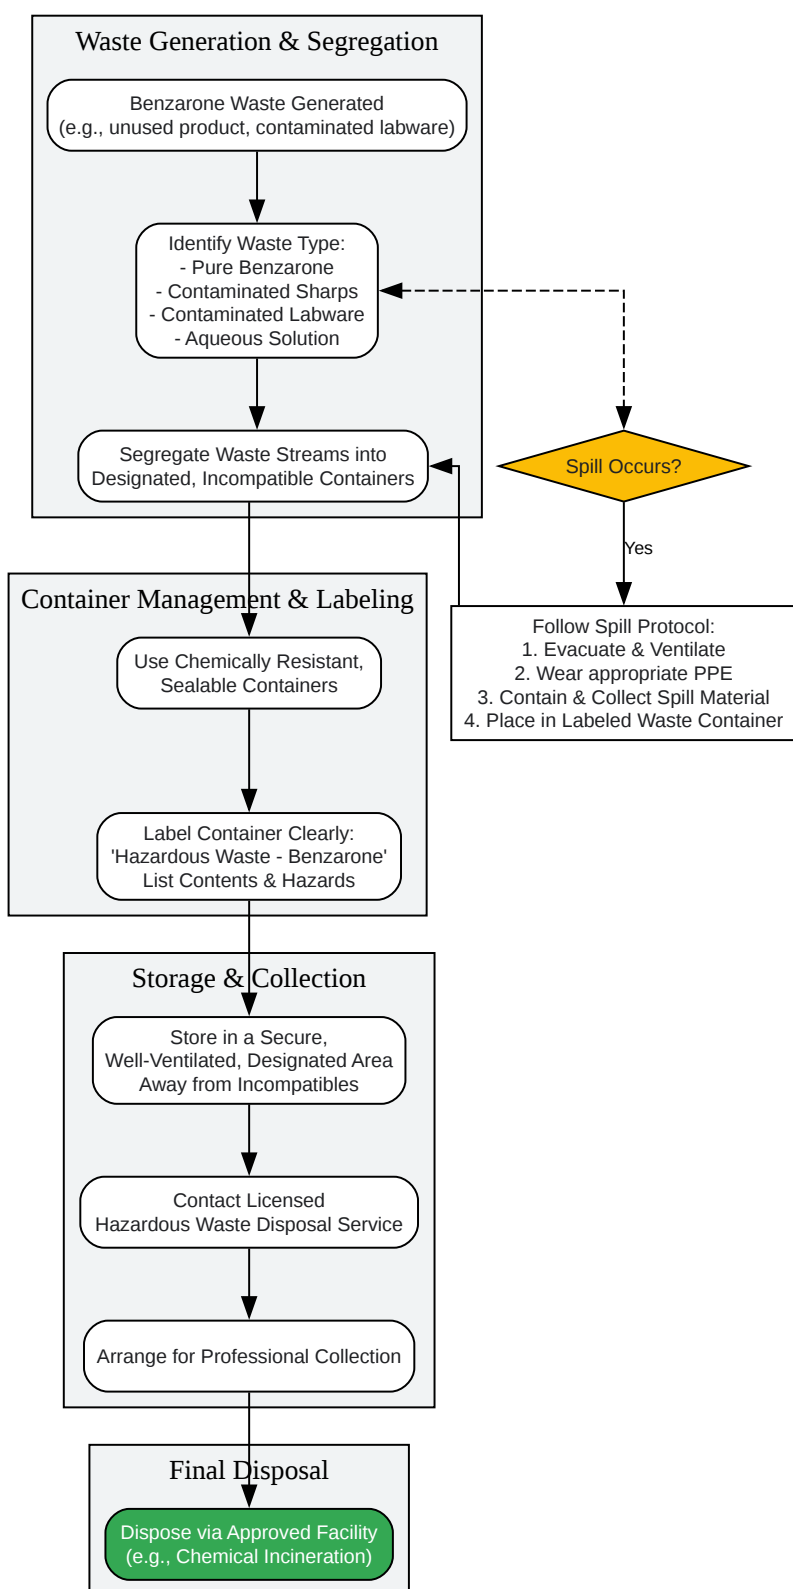 Waste Generation & Segregation
Benzarone Waste Generated
(e.g., unused product, contaminated labware)
Identify Waste Type:
- Pure Benzarone
- Contaminated Sharps
- Contaminated Labware
- Aqueous Solution
Segregate Waste Streams into
Designated, Incompatible Containers
Spill Occurs?
Yes
Follow Spill Protocol:
1. Evacuate & Ventilate
2. Wear appropriate PPE
3. Contain & Collect Spill Material
4. Place in Labeled Waste Container
Container Management & Labeling
Use Chemically Resistant,
Sealable Containers
Label Container Clearly:
'Hazardous Waste - Benzarone'
List Contents & Hazards
Storage & Collection
Store in a Secure,
Well-Ventilated, Designated Area
Away from Incompatibles
Contact Licensed
Hazardous Waste Disposal Service
Arrange for Professional Collection
Final Disposal
Dispose via Approved Facility
(e.g., Chemical Incineration)